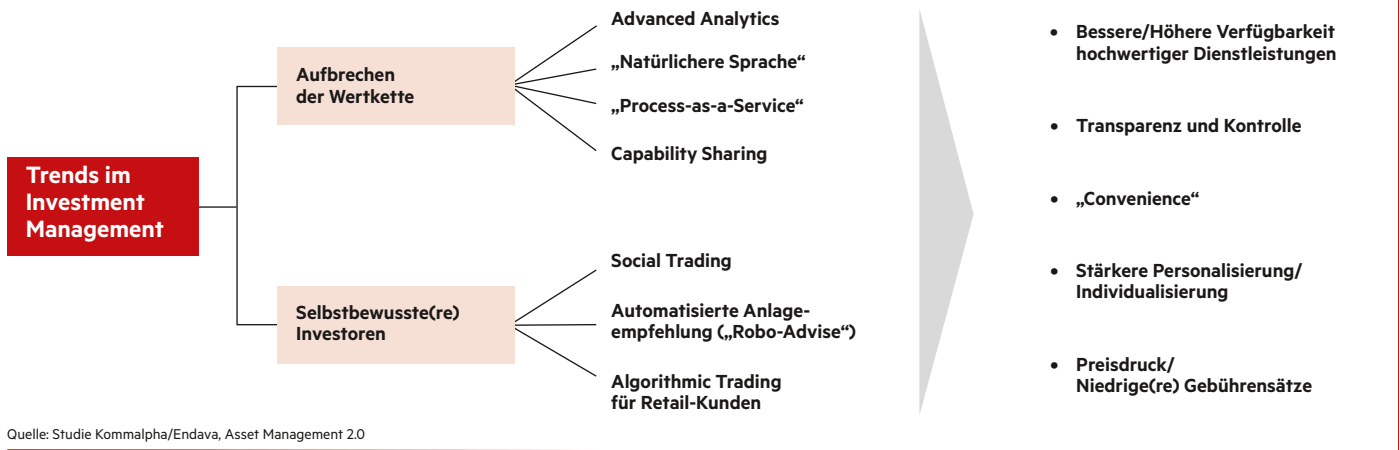 Trends im
Investment
Management
Aufbrechen
der Wertkette
Advanced Analytics
„Natürlichere Sprache“
„Process-as-a-Service“
Capability Sharing
Selbstbewusste(re)
Investoren
Social Trading
Automatisierte Anlage-
empfehlung („Robo-Advise“)
Algorithmic Trading
für Retail-Kunden
• Bessere/Höhere Verfügbarkeit
hochwertiger Dienstleistungen
• Transparenz und Kontrolle
• „Convenience“
• Stärkere Personalisierung/
Individualisierung
• Preisdruck/
Niedrige(re) Gebührensätze
Quelle: Studie Kommalpha/Endava, Asset Management 2.0